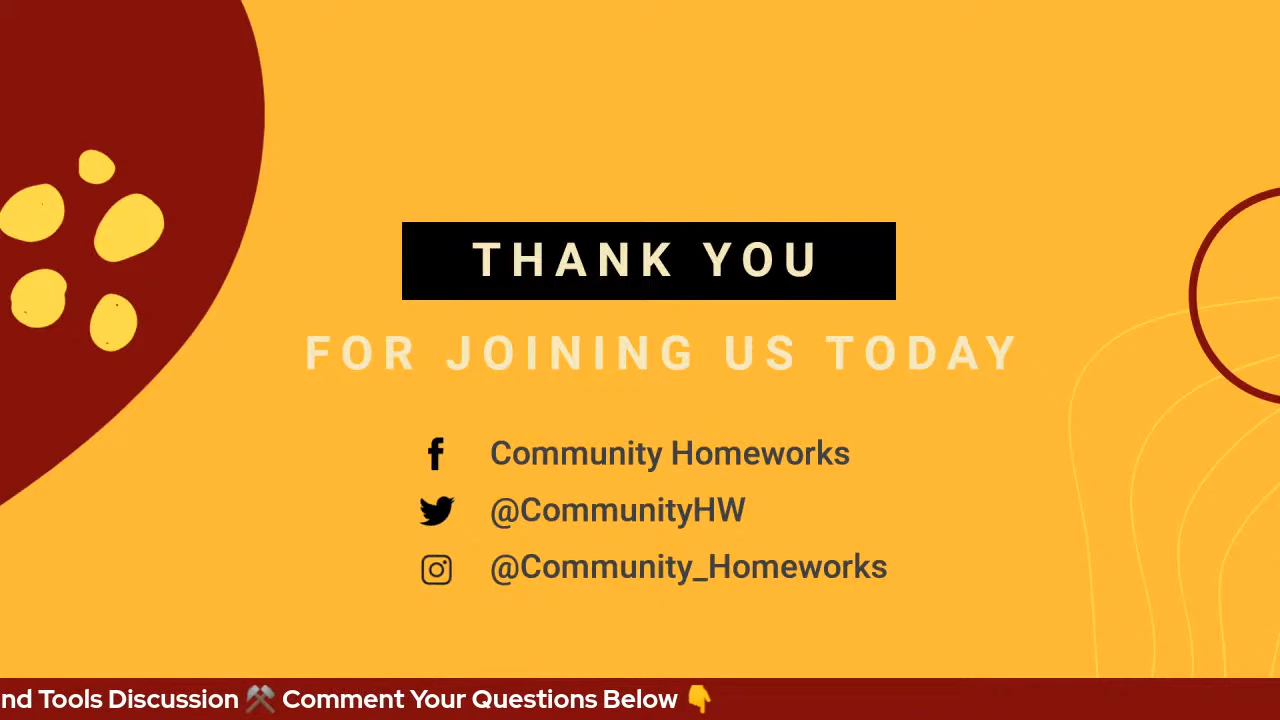 THANK YOU
FOR JOINING US TODAY
Community Homeworks
@CommunityHW
@Community_Homeworks
nd Tools Discussion ⚒️ Comment Your Questions Below 👇